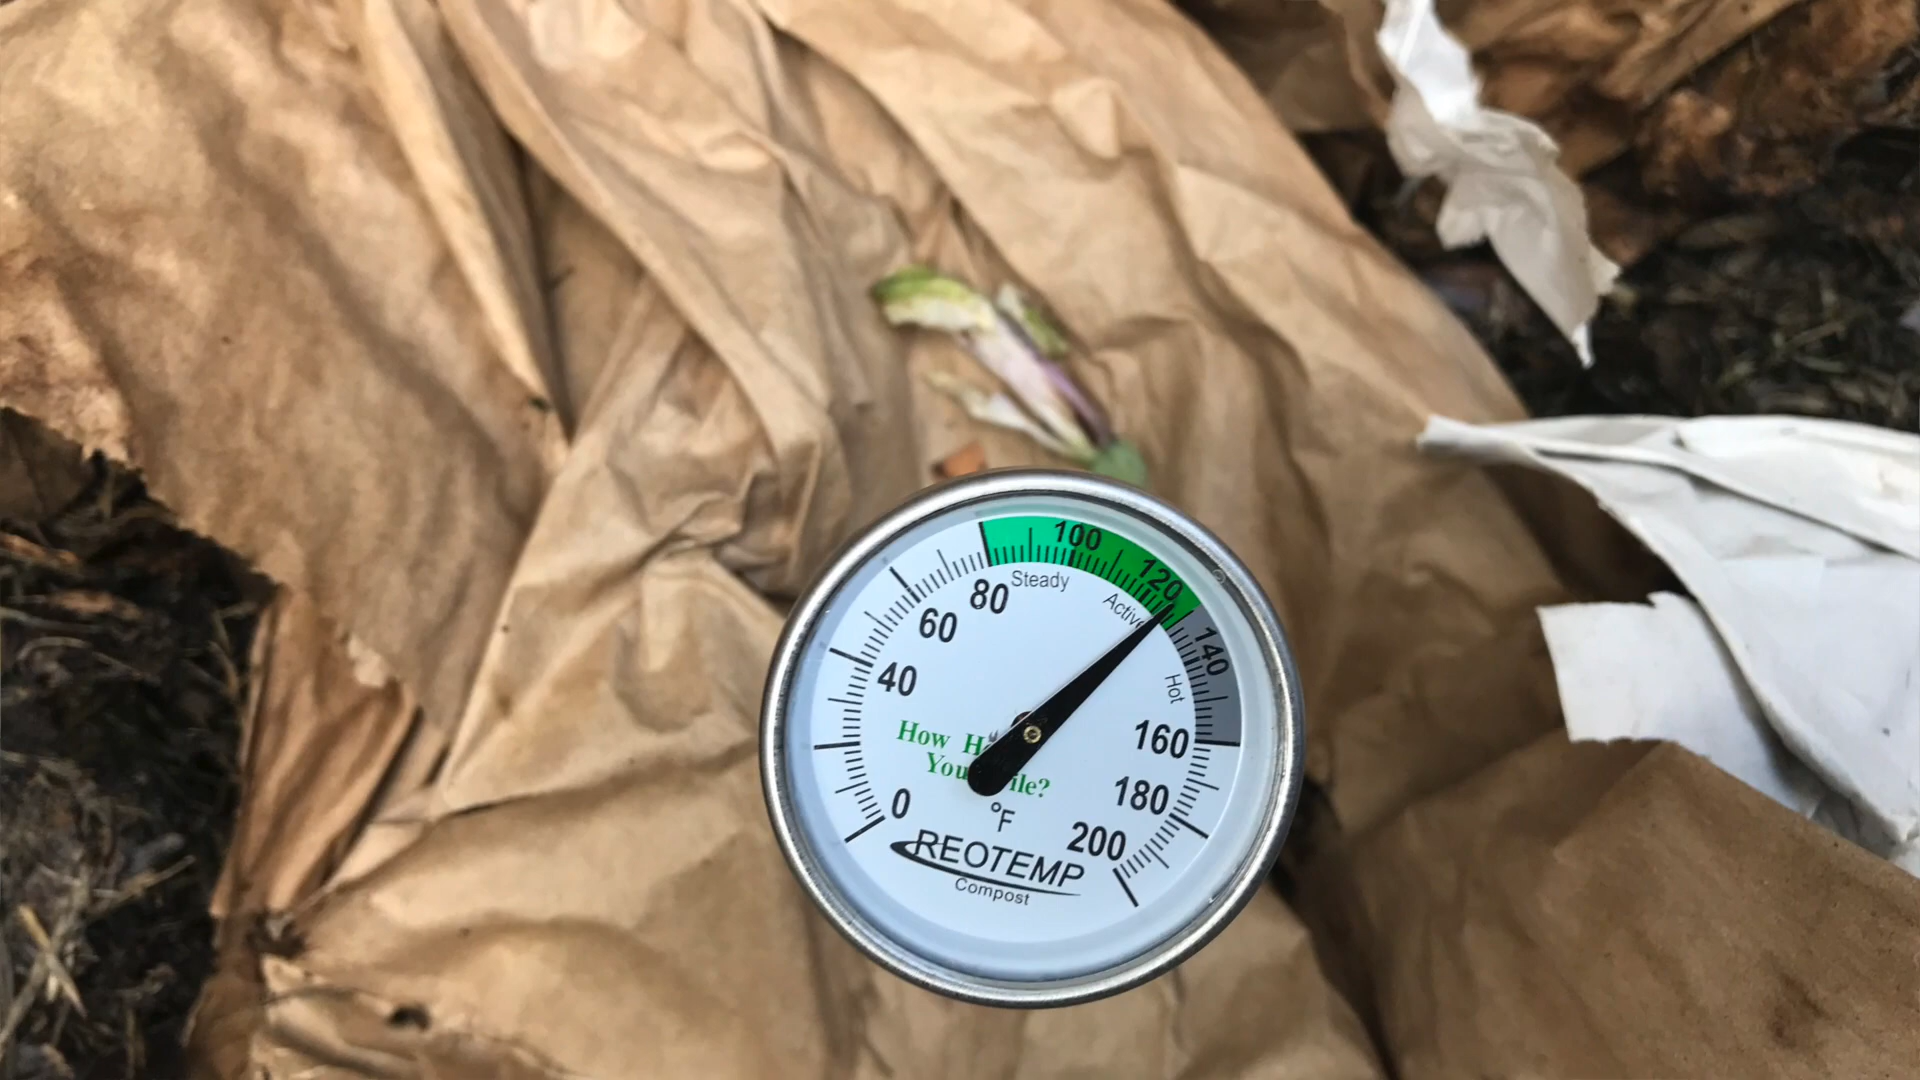 100
120
80
Steady
Active
60
140
40
Hot
How H
You ile?
160
180
0
°F
200
REOTEMP
Compost